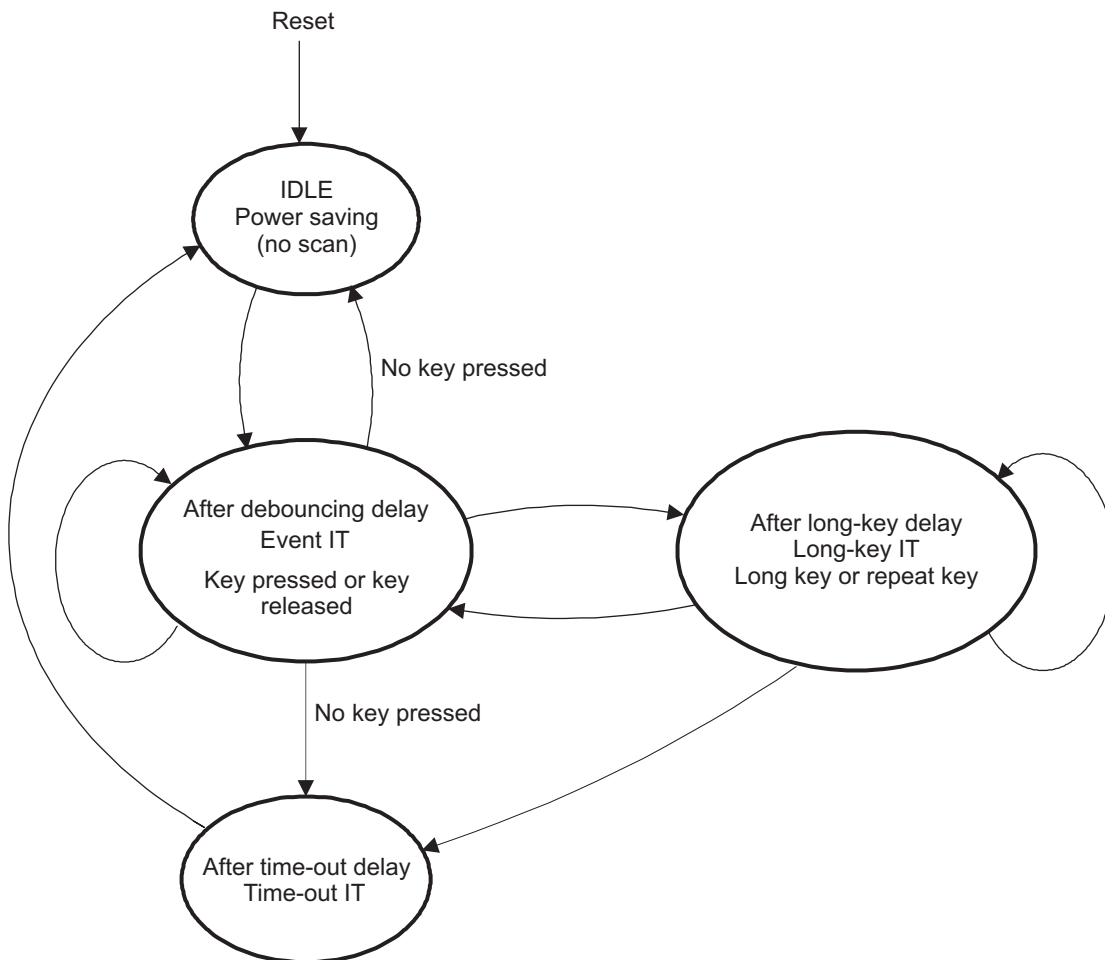 Reset
IDLE
Power saving
(no scan)
No key pressed
After debouncing delay
Event IT
Key pressed or key
released
After long-key delay
Long-key IT
Long key or repeat key
No key pressed
After time-out delay
Time-out IT